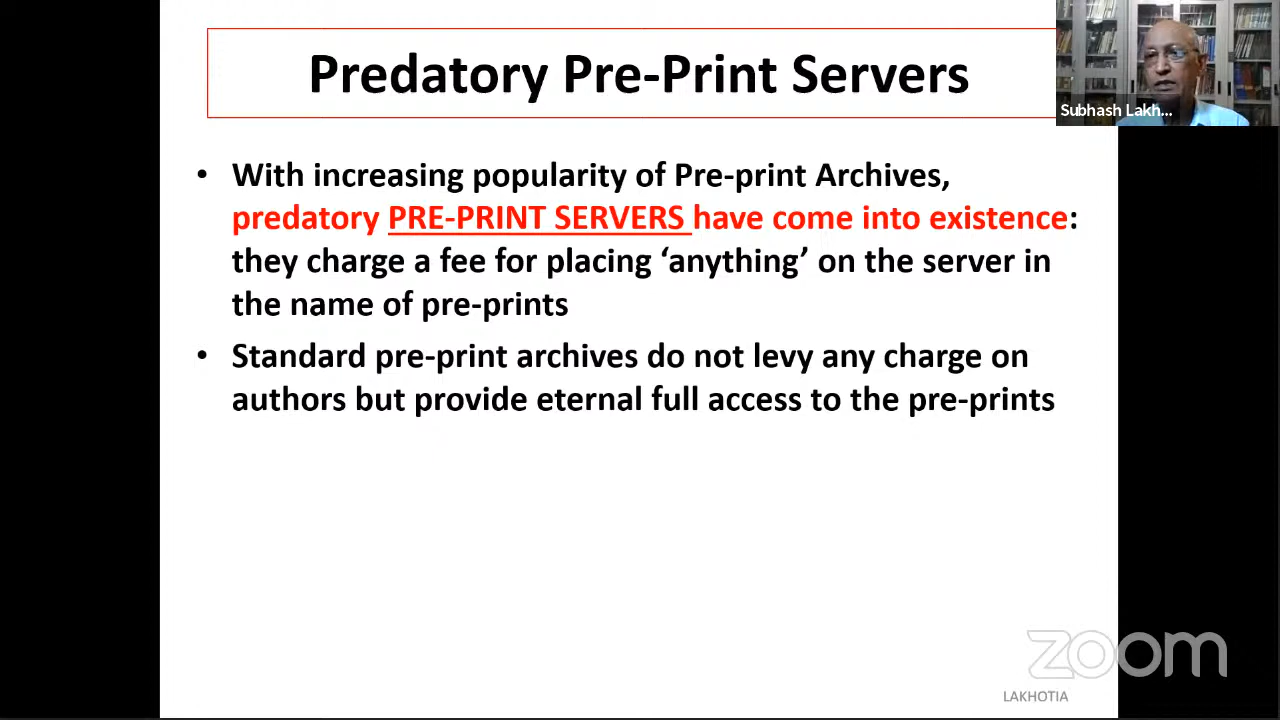 Predatory Pre-Print Servers
Subhash Lakh...
• With increasing popularity of Pre-print Archives,
predatory PRE-PRINT SERVERS have come into existence:
they charge a fee for placing ‘anything’ on the server in
the name of pre-prints
• Standard pre-print archives do not levy any charge on
authors but provide eternal full access to the pre-prints
zoom
LAKHOTIA